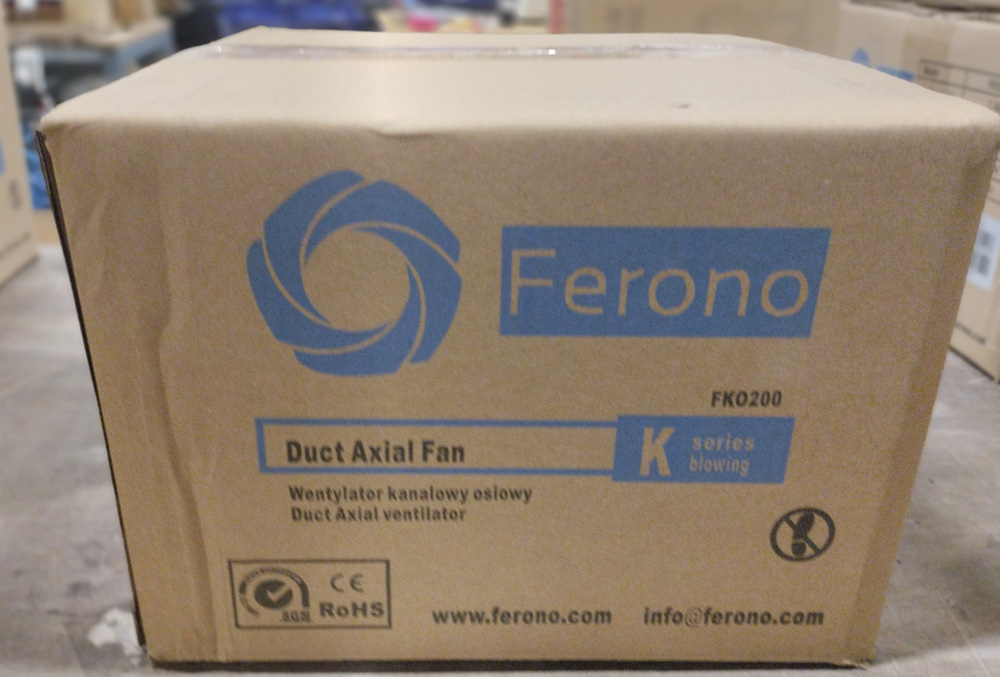 Ferono
FKO200
Duct Axial Fan
K series
blowing
Wentylator kanalowy osiowy
Duct Axial ventilator
SGS
CE
RoHS
www.ferono.com info@ferono.com